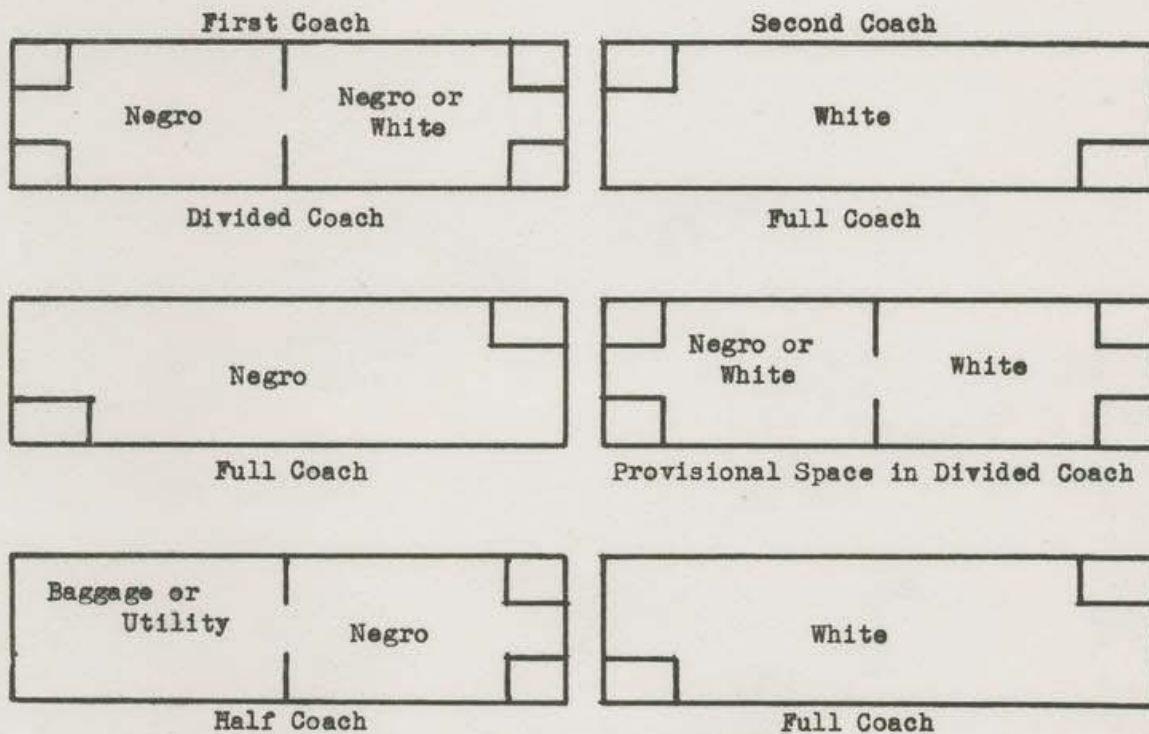 First Coach
Second Coach
Negro
Negro or
White
White
Divided Coach
Full Coach
Negro
Negro or
White
White
Full Coach
Provisional Space in Divided Coach
Baggage or
Utility
Negro
White
Half Coach
Full Coach